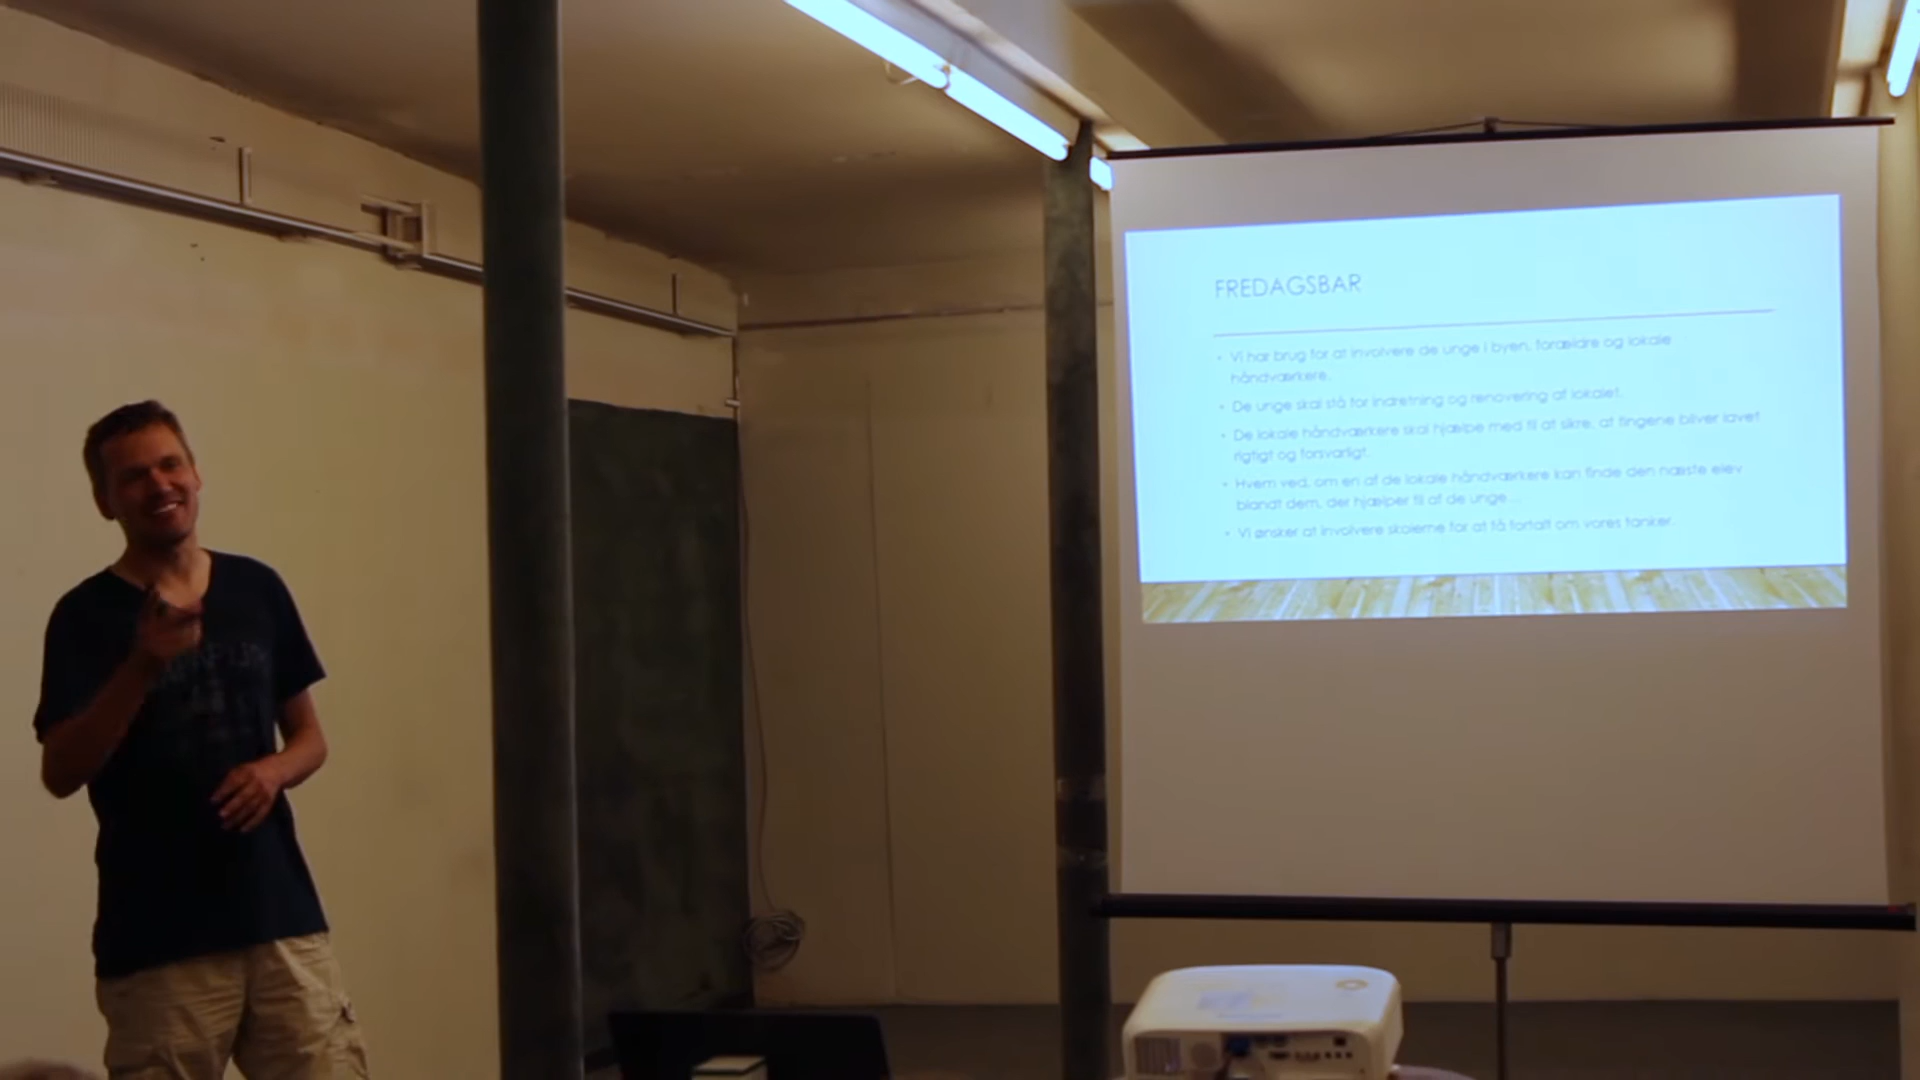 FREDAGSBAR
• Vi har brug for at involvere de unge i byen, forældre og lokale
håndværkere.
• De unge skal stå for indretning og renovering af lokalet.
• De lokale håndværkere skal hjælpe med til at sikre, at tingene bliver lavet
rigtigt og forsvarligt.
• Hvem ved, om en af de lokale håndværkere kan finde den næste elev
blandt dem, der hjælper til af de unge...
• Vi ønsker at involvere skolerne for at få fortalt om vores tanker.